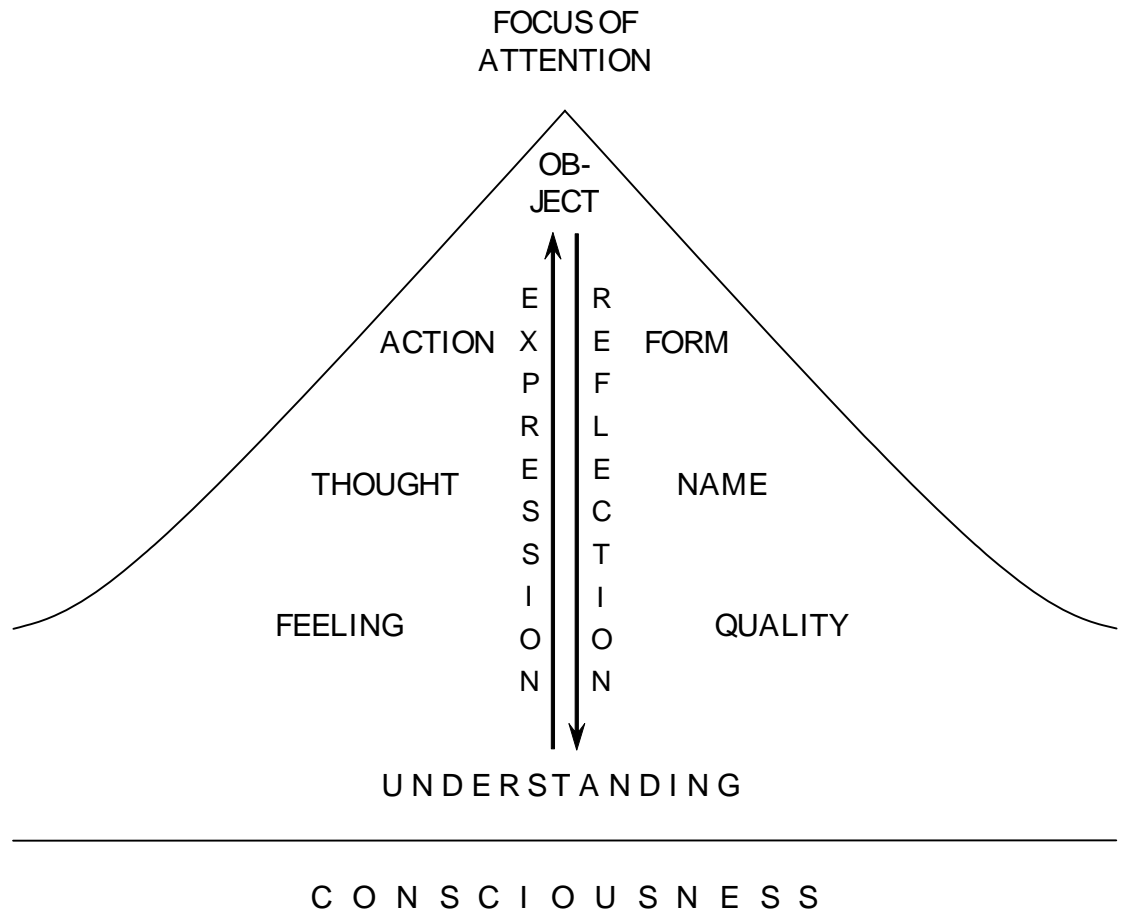 FOCUS OF
ATTENTION
OB-
JECT
EXPRESSION
REFLECTION
ACTION
FORM
THOUGHT
NAME
FEELING
QUALITY
UNDERSTANDING
CONSCIOUSNESS